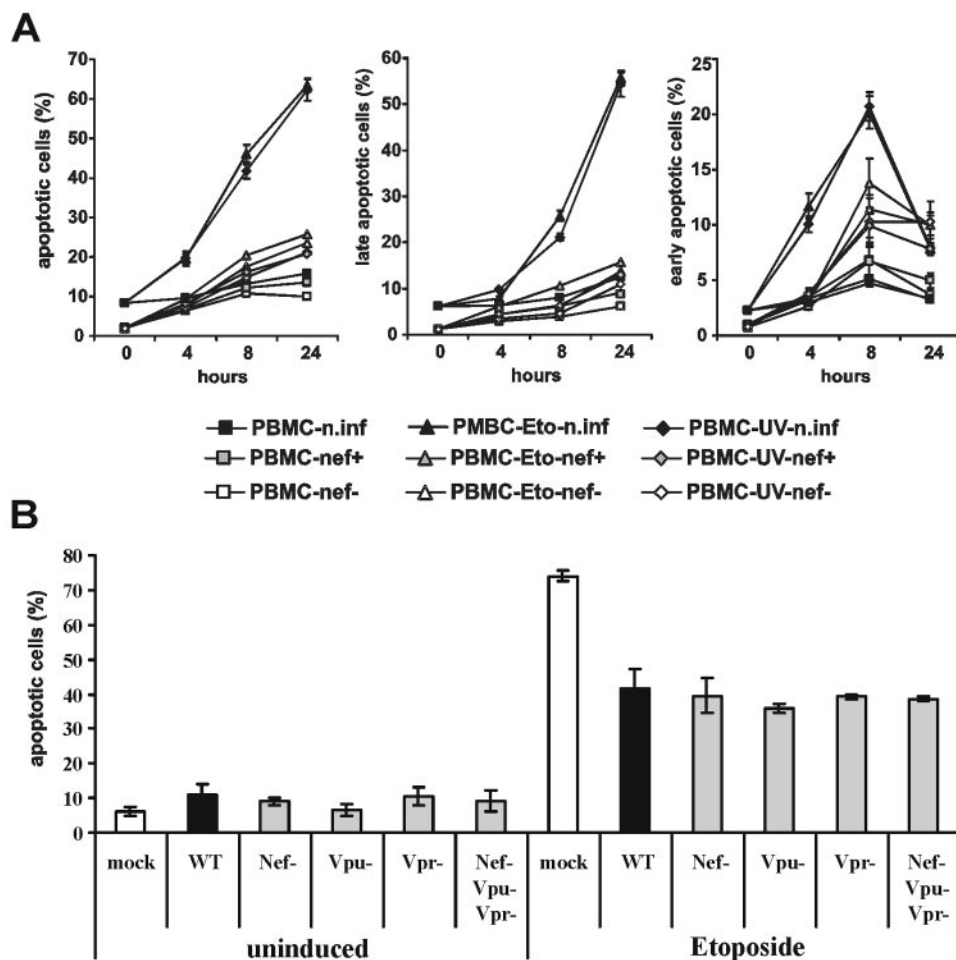 A
apoptotic cells (%)
70
60
50
40
30
20
10
0
0 4 8 24
hours
late apoptotic cells (%)
60
50
40
30
20
10
0
0 4 8 24
hours
early apoptotic cells (%)
25
20
15
10
5
0
0 4 8 24
hours
PBMC-n.inf PMBC-Eto-n.inf PBMC-UV-n.inf
PBMC-nef+ PBMC-Eto-nef+ PBMC-UV-nef+
PBMC-nef- PBMC-Eto-nef- PBMC-UV-nef-
B
apoptotic cells (%)
80
70
60
50
40
30
20
10
0
mock WT Nef- Vpu- Vpr- Nef- mock WT Nef- Vpu- Vpr- Nef-
Vpu- Vpu-
Vpr- Vpr-
uninduced Etoposide